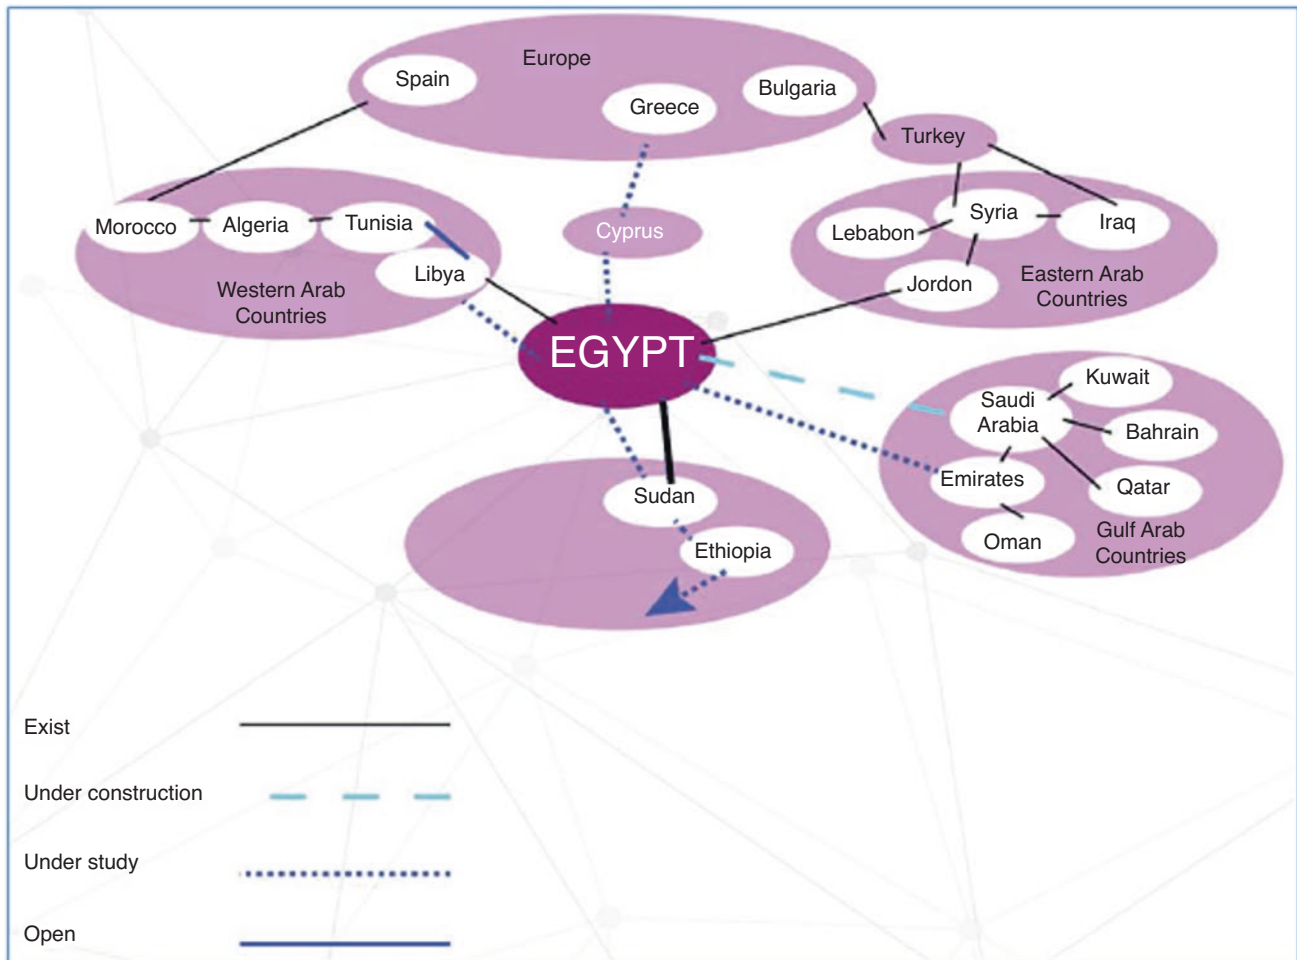 Europe
Spain
Greece
Bulgaria
Turkey
Morocco
Algeria
Tunisia
Libya
Western Arab
Countries
Cyprus
Lebabon
Syria
Iraq
Jordon
Eastern Arab
Countries
EGYPT
Saudi
Arabia
Kuwait
Bahrain
Emirates
Qatar
Oman
Gulf Arab
Countries
Sudan
Ethiopia
Exist
Under construction
Under study
Open